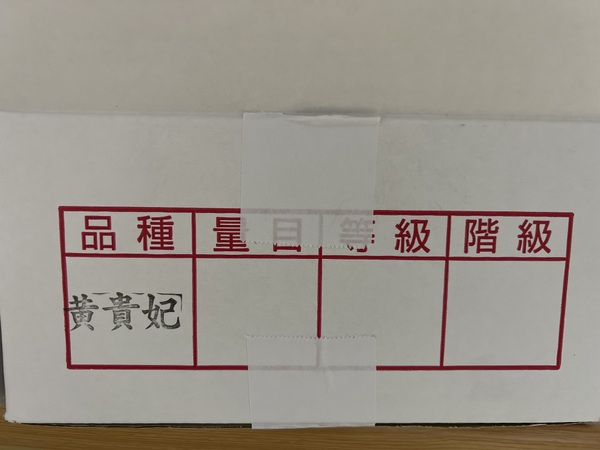 品種 量目 等級 階級
黄貴妃